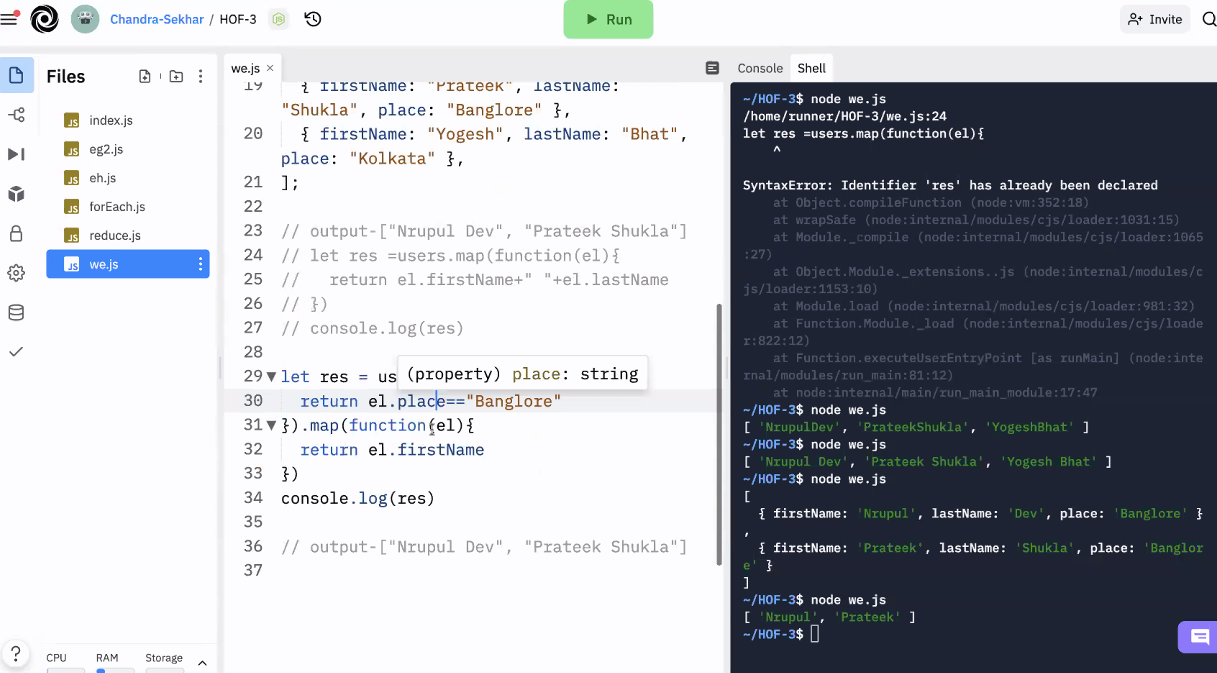 Chandra-Sekhar / HOF-3
Run
Invite
Files
JS index.js
JS eg2.js
JS eh.js
JS forEach.js
JS reduce.js
JS we.js
CPU RAM Storage
we.js ×
19 { firstName: "Prateek", lastName:
"Shukla", place: "Banglore" },
20 { firstName: "Yogesh", lastName: "Bhat",
place: "Kolkata" },
21 ];
22
23 // output-["Nrupul Dev", "Prateek Shukla"]
24 // let res =users.map(function(el){
25 //   return el.firstName+" "+el.lastName
26 // })
27 // console.log(res)
28
(property) place: string
29 let res = us
30 return el.place=="Banglore"
31 }).map(function(el){
32 return el.firstName
33 })
34 console.log(res)
35
36 // output-["Nrupul Dev", "Prateek Shukla"]
37
Console Shell
~/HOF-3$ node we.js
/home/runner/HOF-3/we.js:24
let res =users.map(function(el){
^
SyntaxError: Identifier 'res' has already been declared
at Object.compileFunction (node:vm:352:18)
at wrapSafe (node:internal/modules/cjs/loader:1031:15)
at Module._compile (node:internal/modules/cjs/loader:1065
:27)
at Object.Module._extensions..js (node:internal/modules/c
js/loader:1153:10)
at Module.load (node:internal/modules/cjs/loader:981:32)
at Function.Module._load (node:internal/modules/cjs/loade
r:822:12)
at Function.executeUserEntryPoint [as runMain] (node:inte
rnal/modules/run_main:81:12)
at node:internal/main/run_main_module:17:47
~/HOF-3$ node we.js
[ 'NrupulDev', 'PrateekShukla', 'YogeshBhat' ]
~/HOF-3$ node we.js
[ 'Nrupul Dev', 'Prateek Shukla', 'Yogesh Bhat' ]
~/HOF-3$ node we.js
[
{ firstName: 'Nrupul', lastName: 'Dev', place: 'Banglore' }
,
{ firstName: 'Prateek', lastName: 'Shukla', place: 'Banglor
e' }
]
~/HOF-3$ node we.js
[ 'Nrupul', 'Prateek' ]
~/HOF-3$